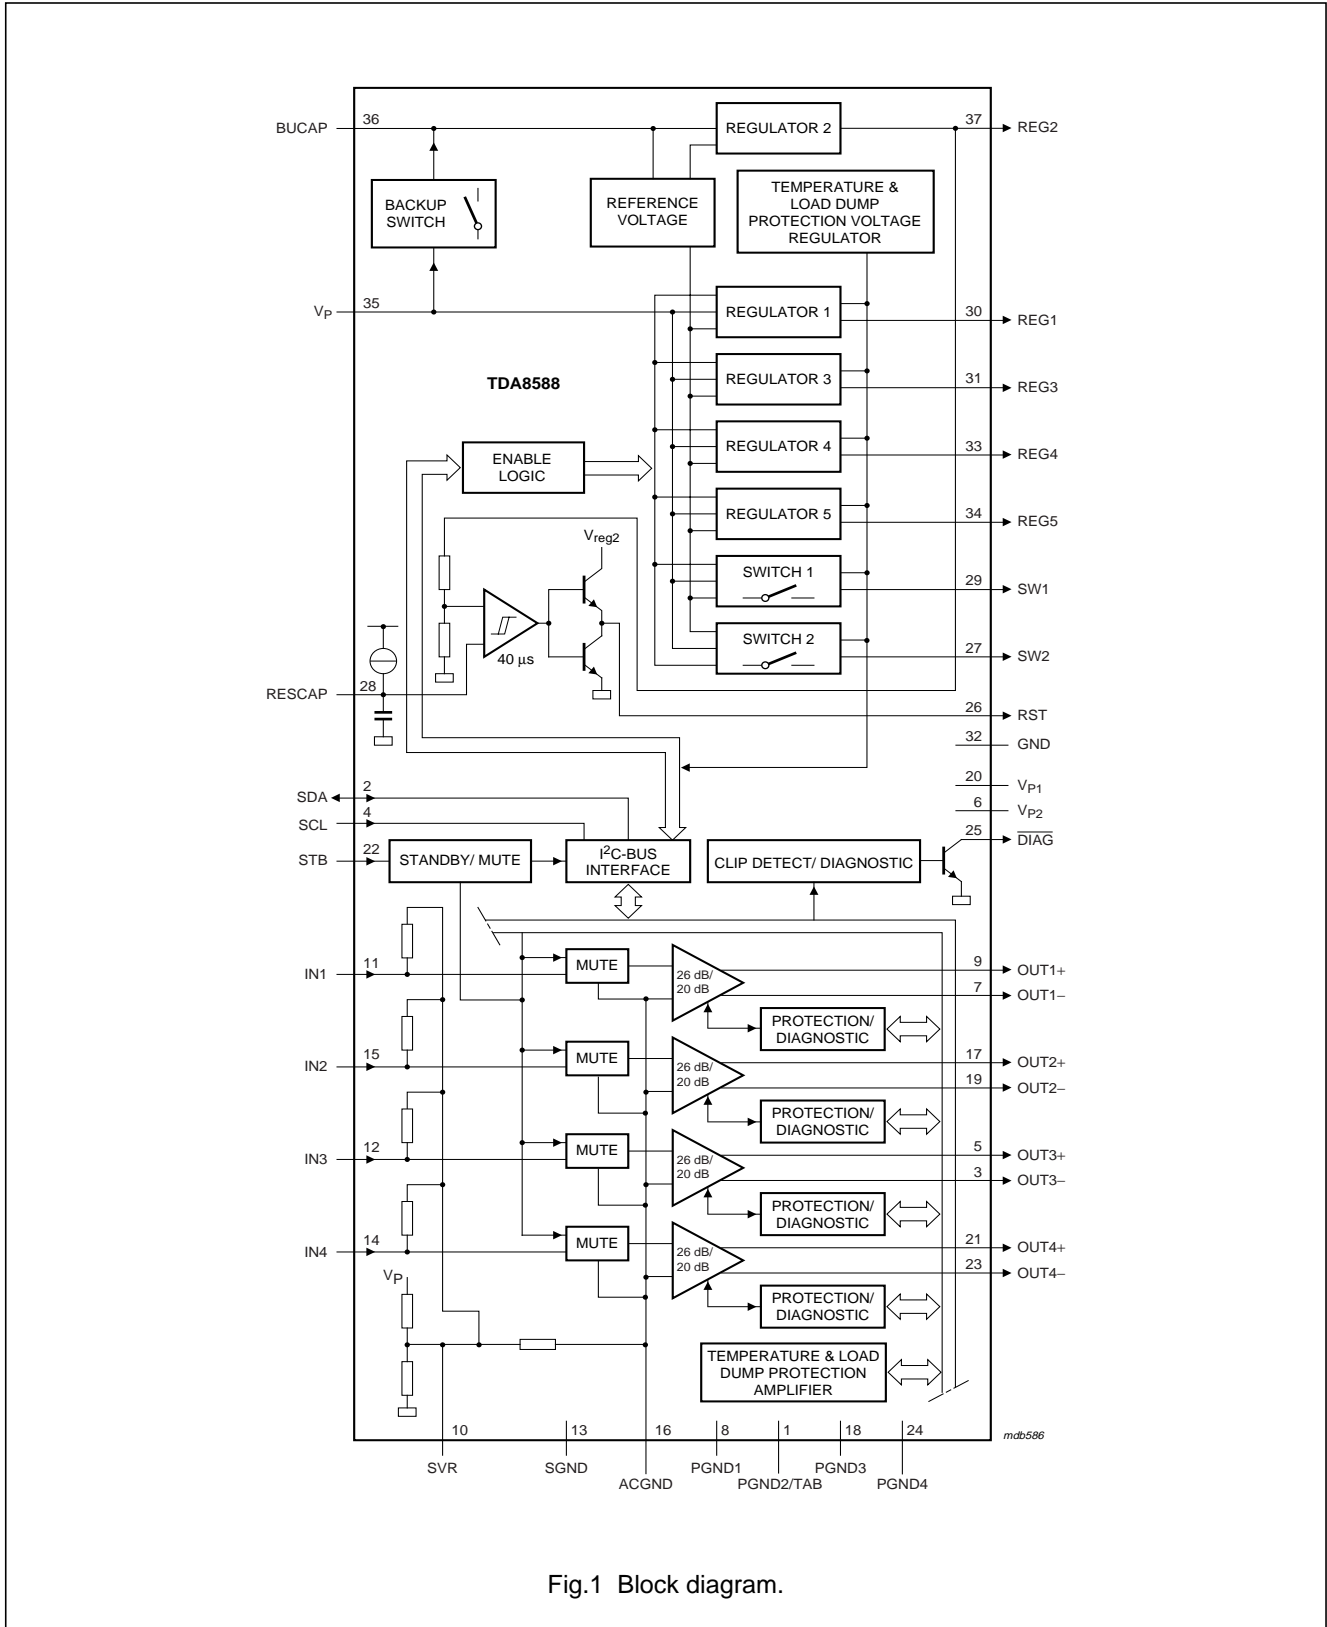 BUCAP 36 REGULATOR 2 37 REG2
BACKUP
SWITCH
REFERENCE
VOLTAGE
TEMPERATURE &
LOAD DUMP
PROTECTION VOLTAGE
REGULATOR
VP 35 REGULATOR 1 30 REG1
TDA8588
REGULATOR 3 31 REG3
ENABLE
LOGIC
REGULATOR 4 33 REG4
REGULATOR 5 34 REG5
Vreg2
SWITCH 1 29 SW1
40 µs
SWITCH 2 27 SW2
RESCAP 28
26 RST
32 GND
20 VP1
6 VP2
25 DIAG
SDA 2
SCL 4
STB 22 STANDBY/ MUTE
I²C-BUS
INTERFACE
CLIP DETECT/ DIAGNOSTIC
IN1 11 MUTE
26 dB/
20 dB
9 OUT1+
7 OUT1−
PROTECTION/
DIAGNOSTIC
IN2 15 MUTE
26 dB/
20 dB
17 OUT2+
19 OUT2−
PROTECTION/
DIAGNOSTIC
IN3 12 MUTE
26 dB/
20 dB
5 OUT3+
3 OUT3−
PROTECTION/
DIAGNOSTIC
IN4 14 MUTE
26 dB/
20 dB
21 OUT4+
23 OUT4−
VP
PROTECTION/
DIAGNOSTIC
TEMPERATURE & LOAD
DUMP PROTECTION
AMPLIFIER
10 13 16 8 1 18 24
mdb586
SVR SGND ACGND PGND1 PGND2/TAB PGND3 PGND4
Fig.1 Block diagram.